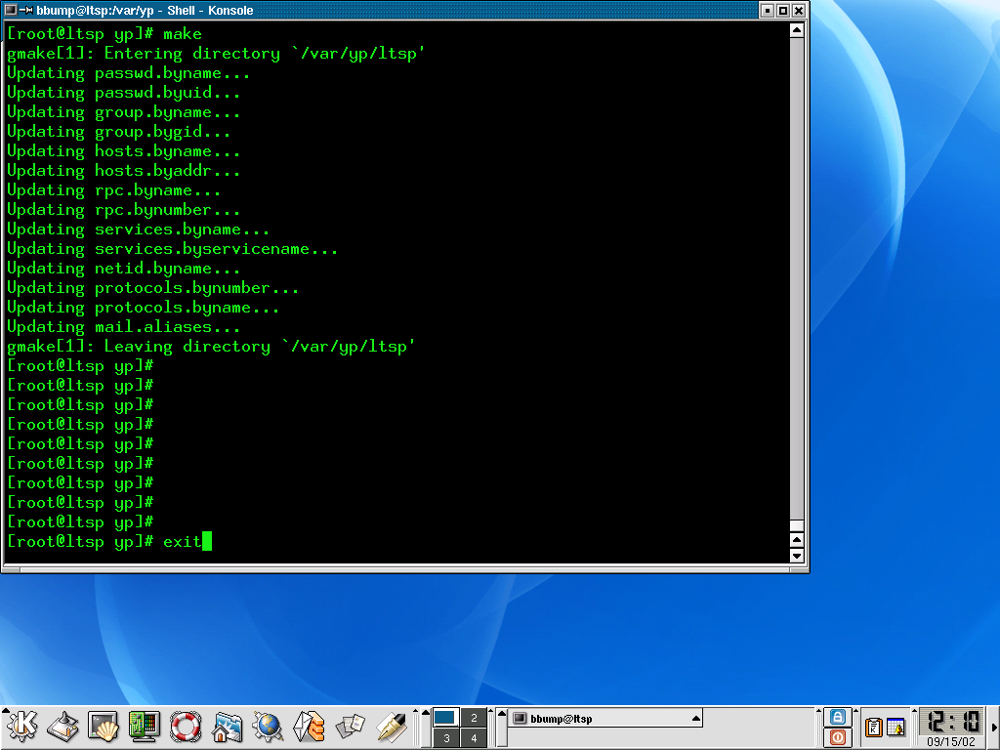 bbump@ltsp:/var/yp - Shell - Konsole
[root@ltsp yp]# make
gmake[1]: Entering directory `/var/yp/ltsp'
Updating passwd.byname...
Updating passwd.byuid...
Updating group.byname...
Updating group.bygid...
Updating hosts.byname...
Updating hosts.byaddr...
Updating rpc.byname...
Updating rpc.bynumber...
Updating services.byname...
Updating services.byservicename...
Updating netid.byname...
Updating protocols.bynumber...
Updating protocols.byname...
Updating mail.aliases...
gmake[1]: Leaving directory `/var/yp/ltsp'
[root@ltsp yp]#
[root@ltsp yp]#
[root@ltsp yp]#
[root@ltsp yp]#
[root@ltsp yp]#
[root@ltsp yp]#
[root@ltsp yp]#
[root@ltsp yp]#
[root@ltsp yp]#
[root@ltsp yp]# exit
K
2
3 4
bbump@ltsp
12:10
09/15/02